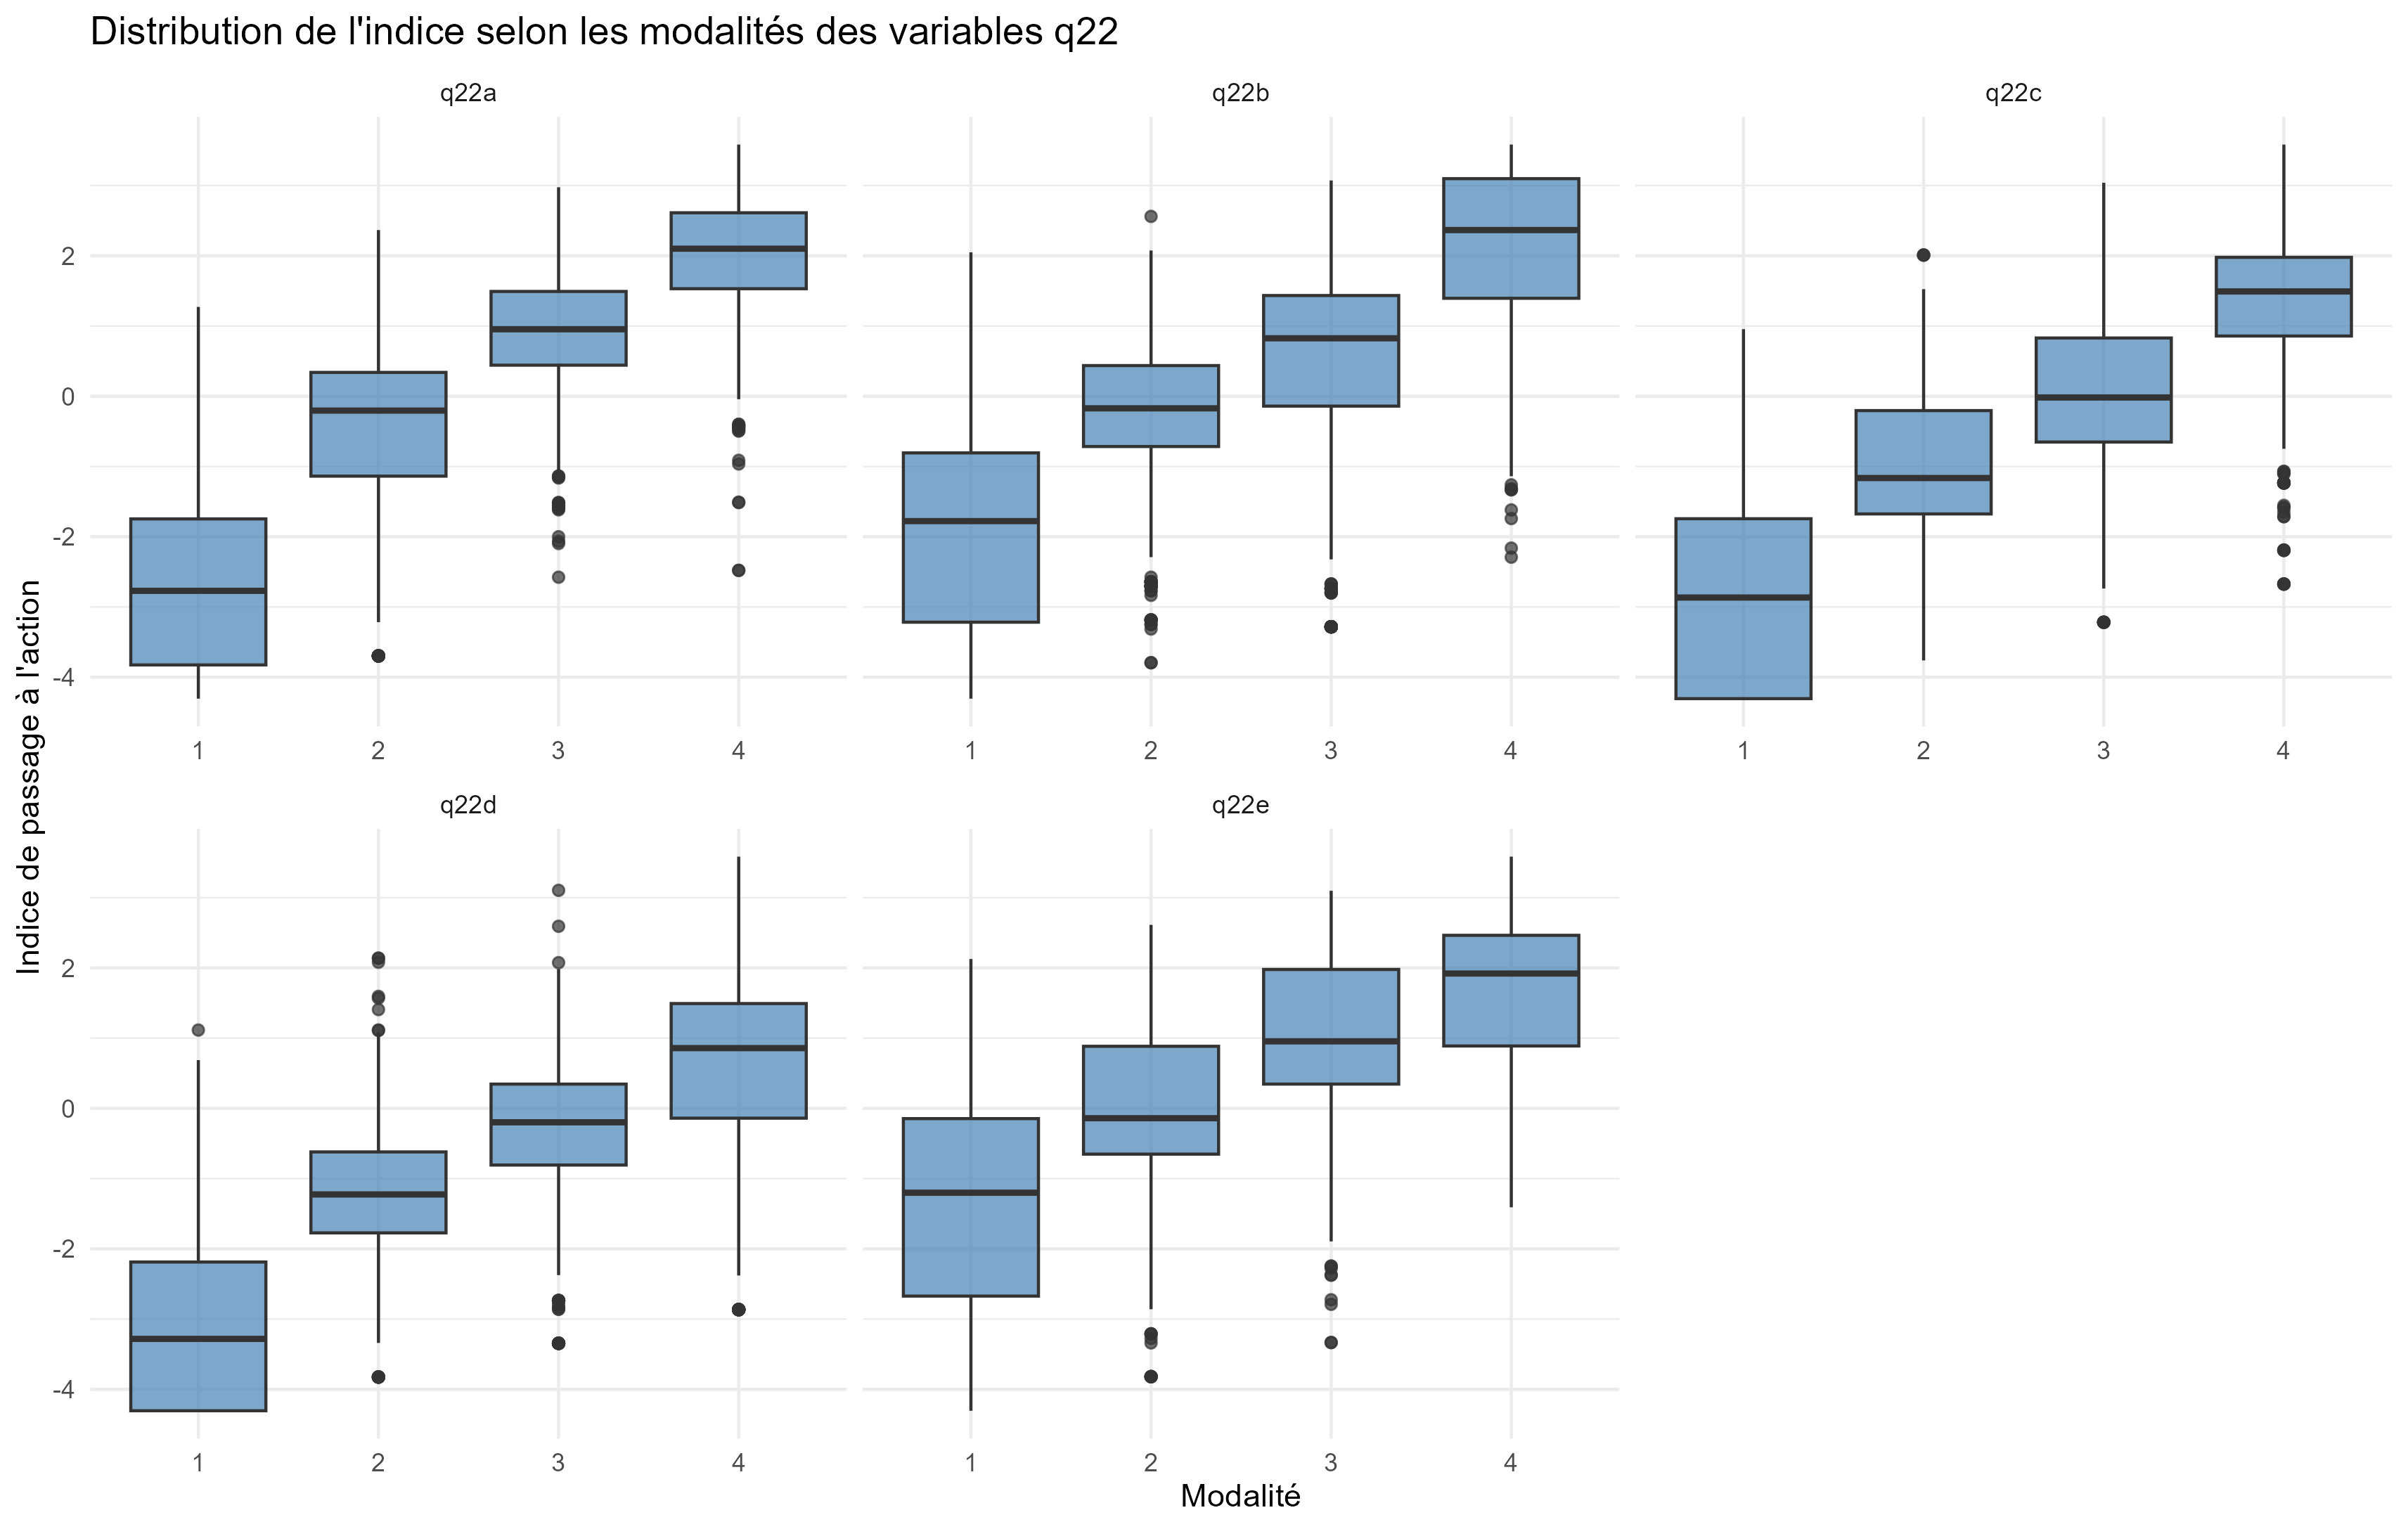 Distribution de l'indice selon les modalités des variables q22
q22a
q22b
q22c
2
0
-2
-4
1 2 3 4
1 2 3 4
1 2 3 4
Indice de passage à l'action
q22d
q22e
2
0
-2
-4
1 2 3 4
1 2 3 4
Modalité